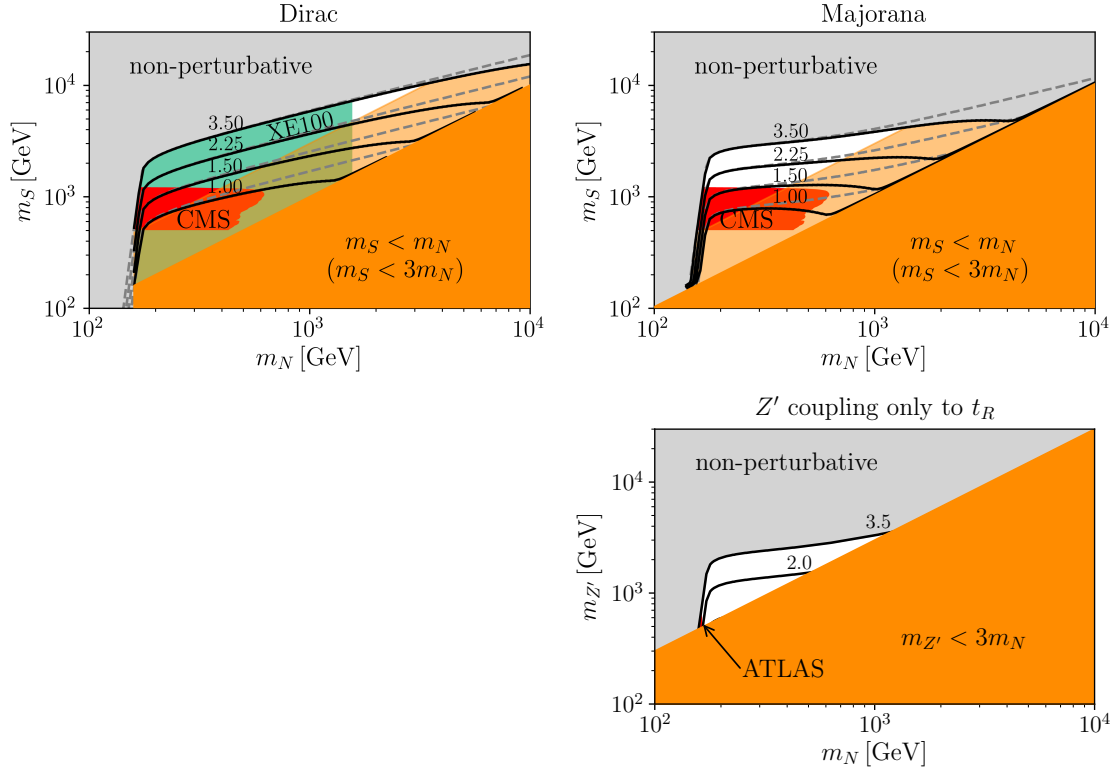 Dirac
non-perturbative
3.50
2.25
1.50
1.00
XE100
CMS
m_S < m_N
(m_S < 3m_N)
10^4
10^3
10^2
m_S [GeV]
10^2
10^3
10^4
m_N [GeV]
Majorana
non-perturbative
3.50
2.25
1.50
1.00
CMS
m_S < m_N
(m_S < 3m_N)
10^4
10^3
10^2
m_S [GeV]
10^2
10^3
10^4
m_N [GeV]
Z′ coupling only to t_R
non-perturbative
3.5
2.0
m_{Z′} < 3m_N
ATLAS
10^4
10^3
10^2
m_{Z′} [GeV]
10^2
10^3
10^4
m_N [GeV]